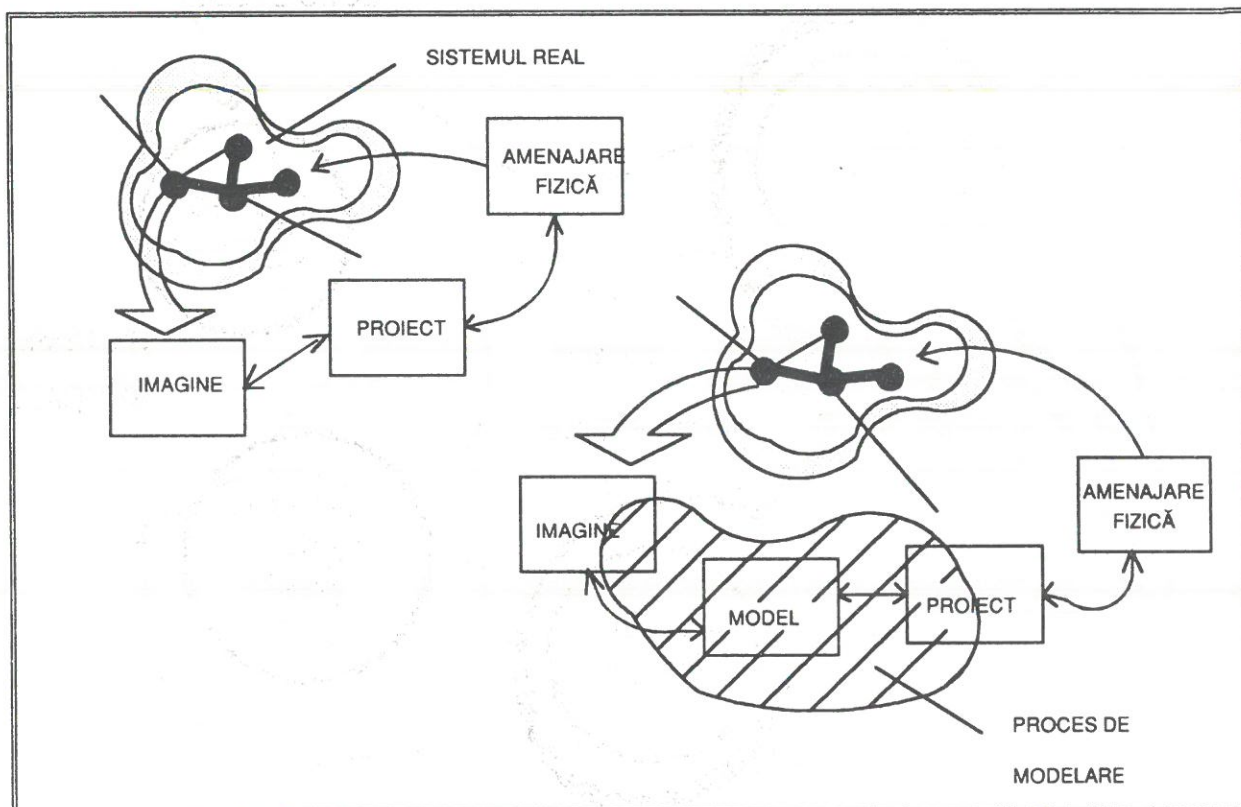 SISTEMUL REAL
AMENAJARE
FIZICĂ
PROIECT
IMAGINE
AMENAJARE
FIZICĂ
IMAGINE
MODEL
PROIECT
PROCES DE
MODELARE